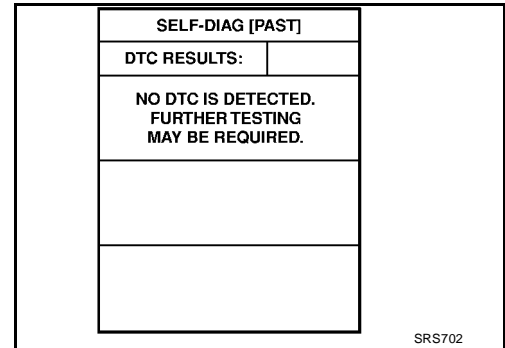 SELF-DIAG [PAST]
DTC RESULTS:
NO DTC IS DETECTED.
FURTHER TESTING
MAY BE REQUIRED.
SRS702